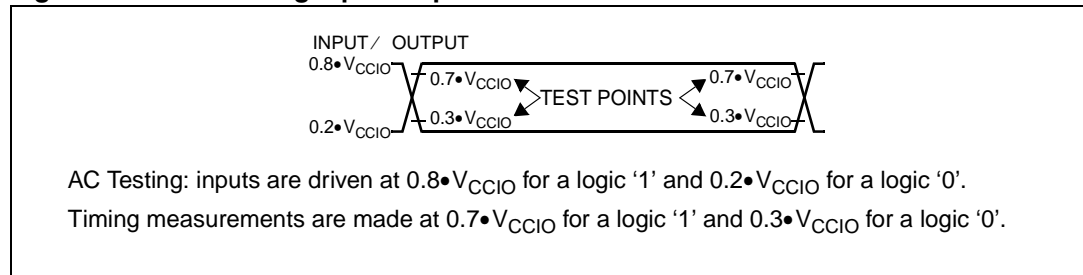 INPUT/ OUTPUT
0.8•VCCIO
0.7•VCCIO
0.7•VCCIO
TEST POINTS
0.3•VCCIO
0.3•VCCIO
0.2•VCCIO
AC Testing: inputs are driven at 0.8•VCCIO for a logic ‘1’ and 0.2•VCCIO for a logic ‘0’.
Timing measurements are made at 0.7•VCCIO for a logic ‘1’ and 0.3•VCCIO for a logic ‘0’.